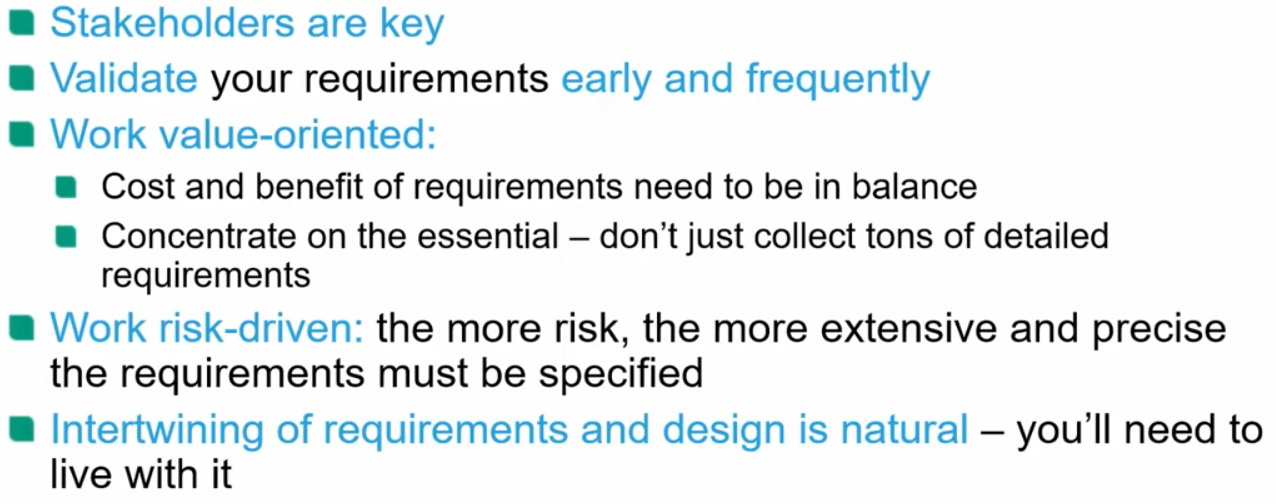 Stakeholders are key
Validate your requirements early and frequently
Work value-oriented:
Cost and benefit of requirements need to be in balance
Concentrate on the essential – don't just collect tons of detailed
requirements
Work risk-driven: the more risk, the more extensive and precise
the requirements must be specified
Intertwining of requirements and design is natural – you'll need to
live with it